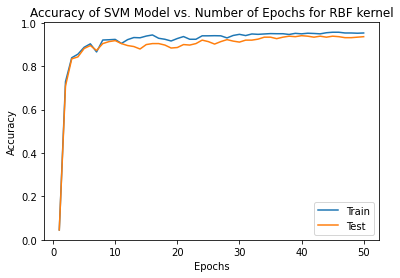 Accuracy of SVM Model vs. Number of Epochs for RBF kernel
1.0
0.8
0.6
0.4
0.2
0.0
Accuracy
0 10 20 30 40 50
Epochs
Train
Test